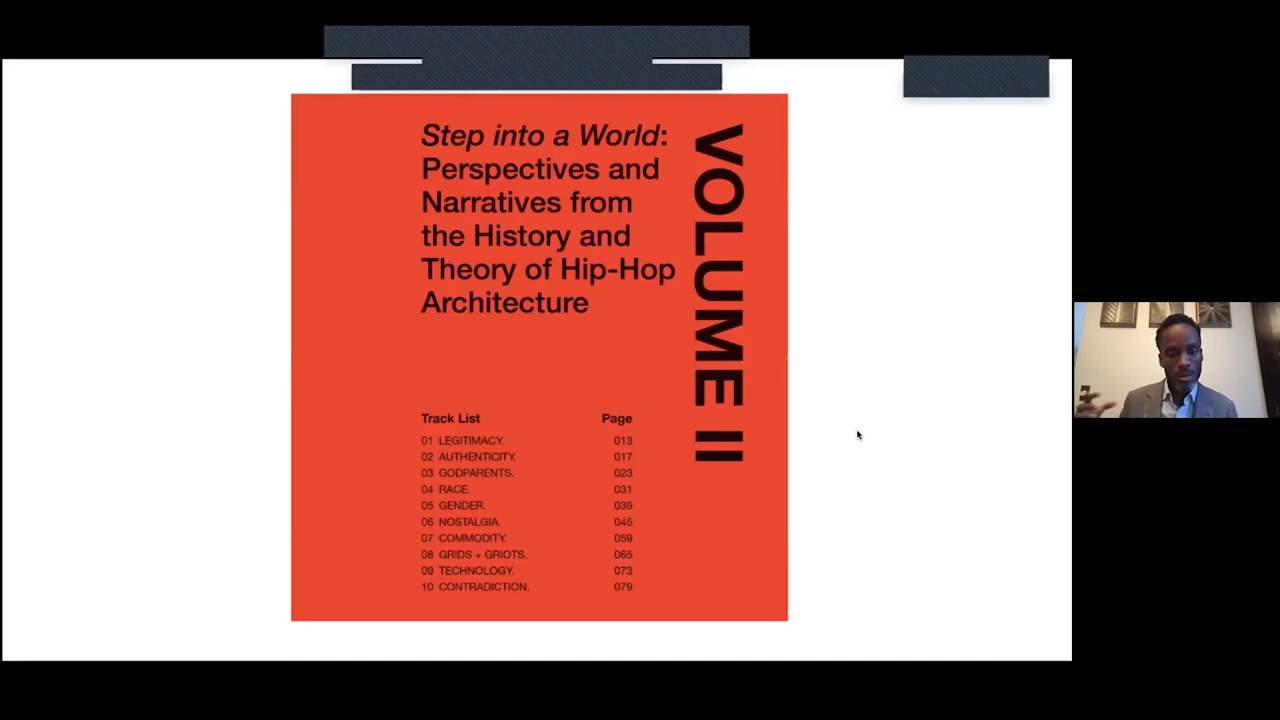 Step into a World:
Perspectives and
Narratives from
the History and
Theory of Hip-Hop
Architecture
VOLUME II
Track List Page
01 LEGITIMACY. 013
02 AUTHENTICITY. 017
03 GODPARENTS. 023
04 RACE. 031
05 GENDER. 039
06 NOSTALGIA. 045
07 COMMODITY. 059
08 GRIDS + GRIOTS. 065
09 TECHNOLOGY. 073
10 CONTRADICTION. 079